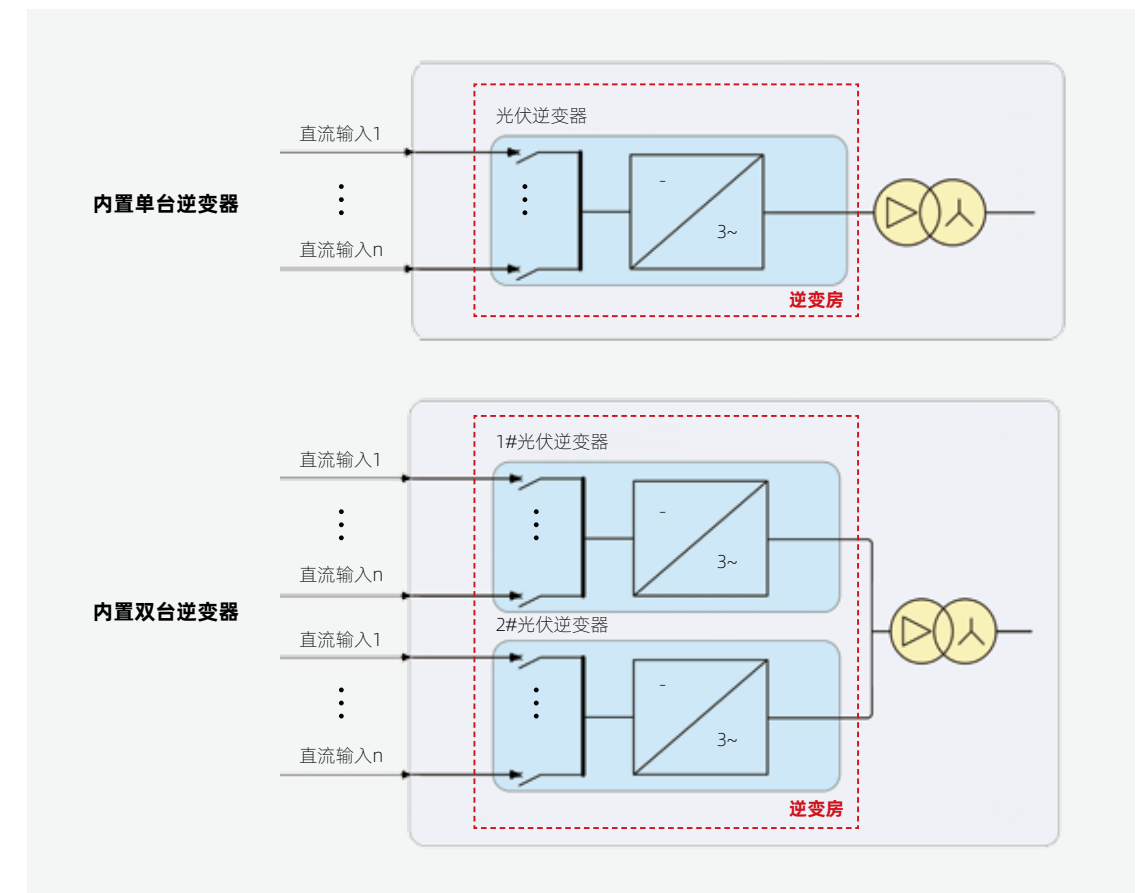 光伏逆变器
直流输入1
-
内置单台逆变器
3~
直流输入n
逆变房
1#光伏逆变器
直流输入1
-
3~
直流输入n
内置双台逆变器
2#光伏逆变器
直流输入1
-
3~
直流输入n
逆变房